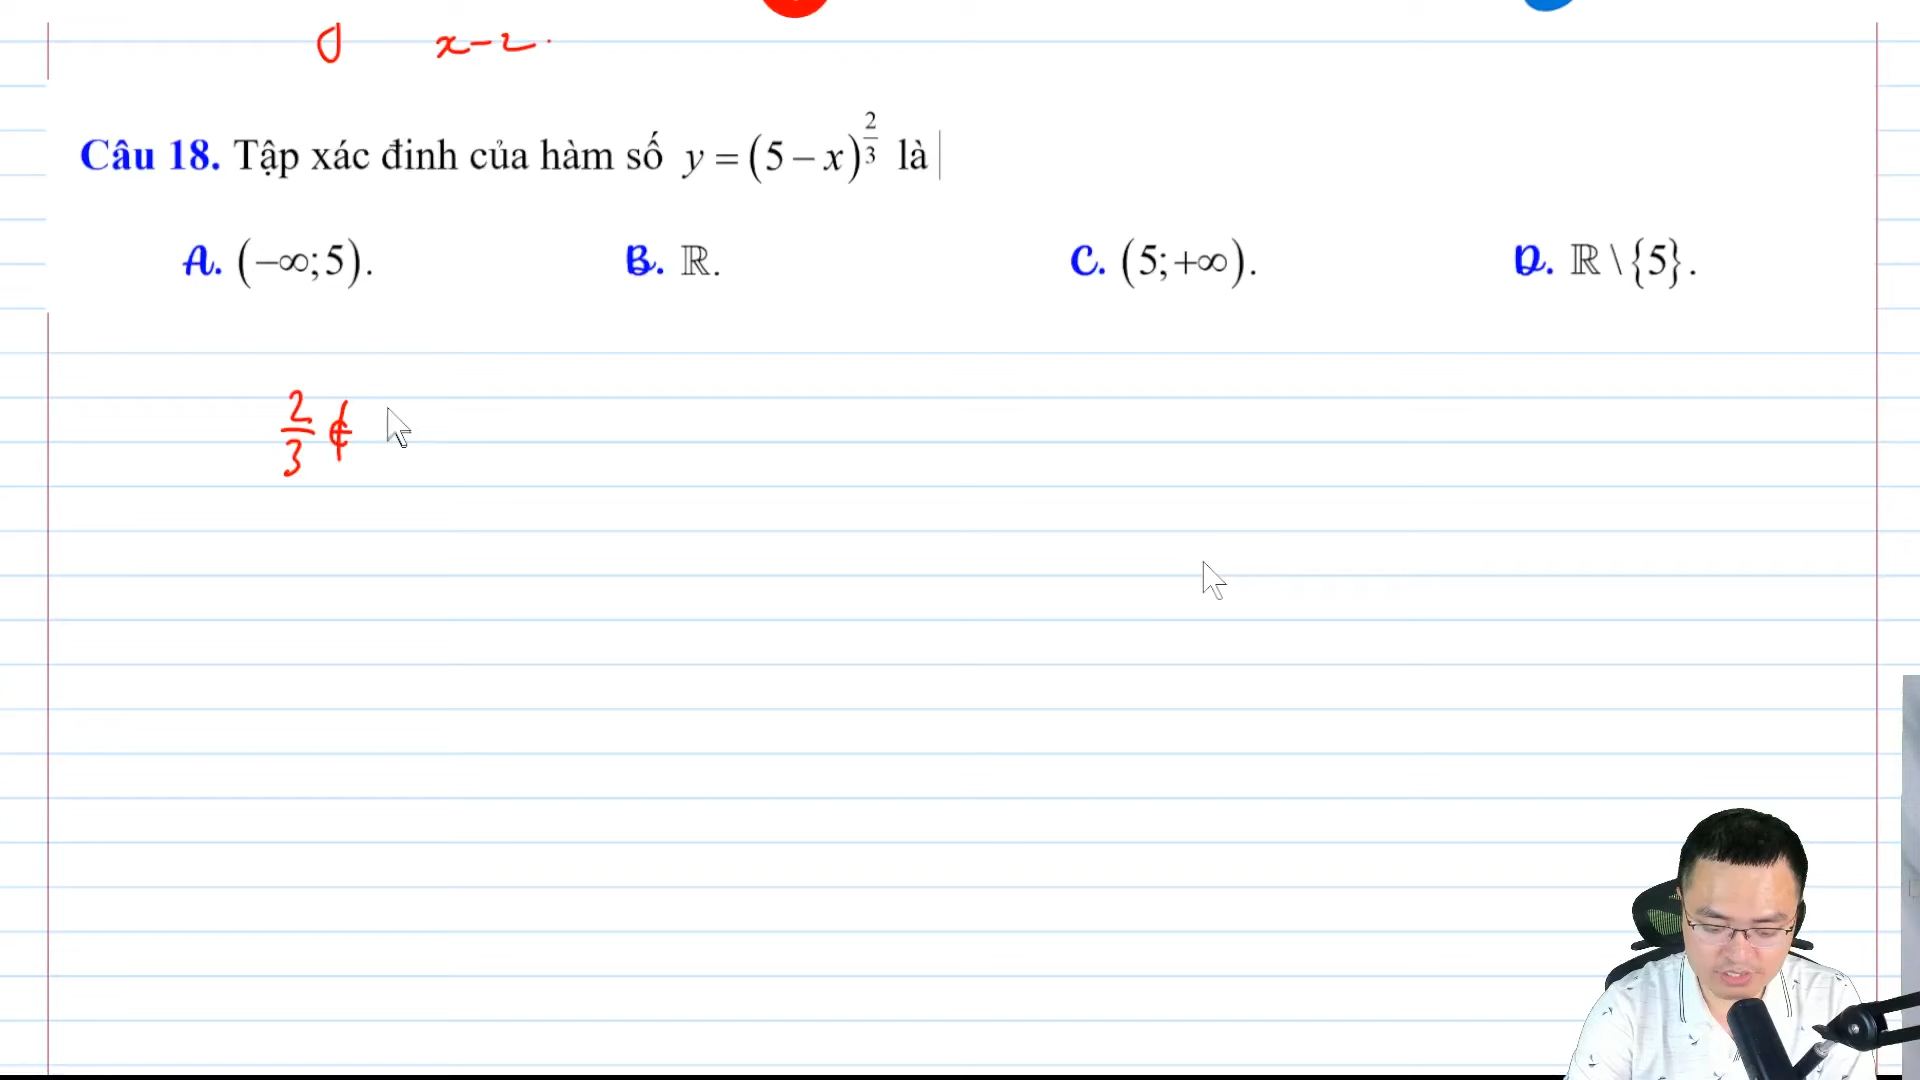 x-2.
Câu 18. Tập xác đinh của hàm số y = (5 − x)^{2/3} là
A. (−∞;5). B. ℝ. C. (5;+∞). D. ℝ \ {5}.
2/3 ∉